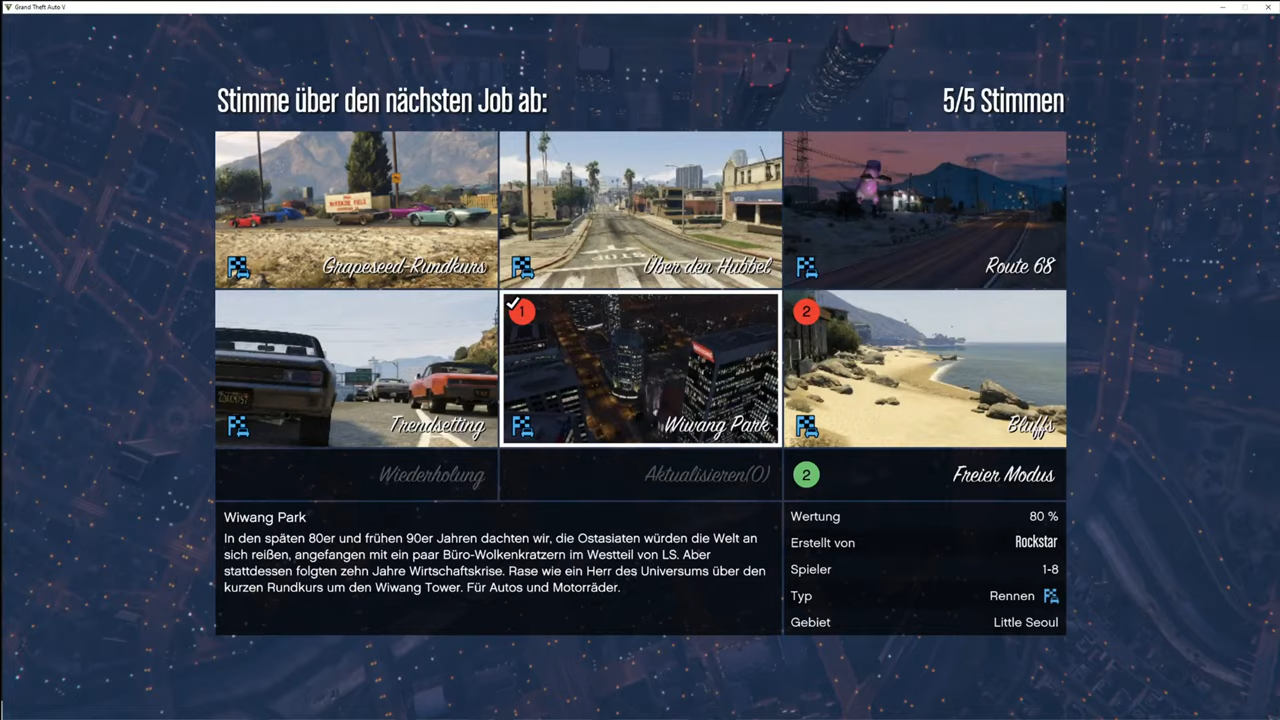 Grand Theft Auto V
Stimme über den nächsten Job ab:
5/5 Stimmen
Grapeseed-Rundkurs
Über den Hubbel
Route 68
Trendsetting
1
Wiwang Park
2
Bluffs
Wiederholung
Aktualisieren(0)
2
Freier Modus
Wiwang Park
In den späten 80er und frühen 90er Jahren dachten wir, die Ostasiaten würden die Welt an
sich reißen, angefangen mit ein paar Büro-Wolkenkratzern im Westteil von LS. Aber
stattdessen folgten zehn Jahre Wirtschaftskrise. Rase wie ein Herr des Universums über den
kurzen Rundkurs um den Wiwang Tower. Für Autos und Motorräder.
Wertung 80 %
Erstellt von Rockstar
Spieler 1-8
Typ Rennen
Gebiet Little Seoul